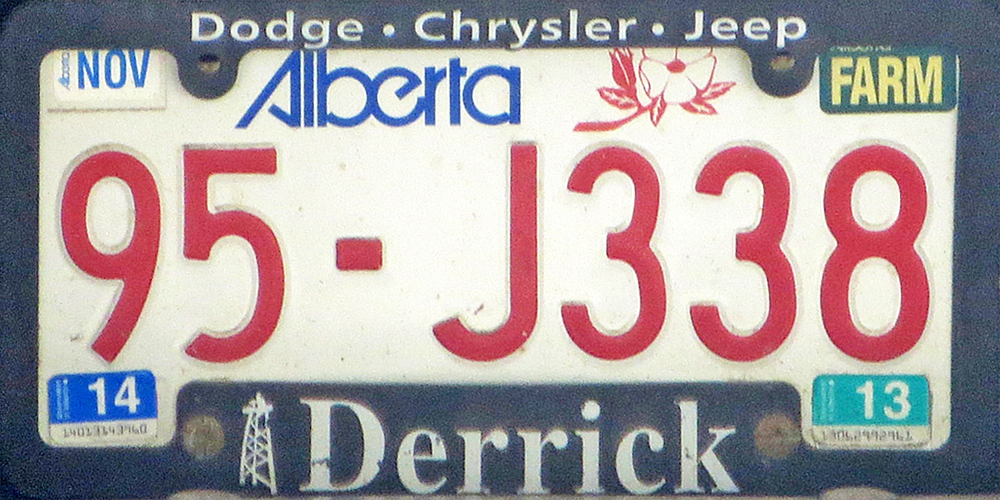 Dodge • Chrysler • Jeep
NOV
Alberta
FARM
95-J338
14
13
Derrick